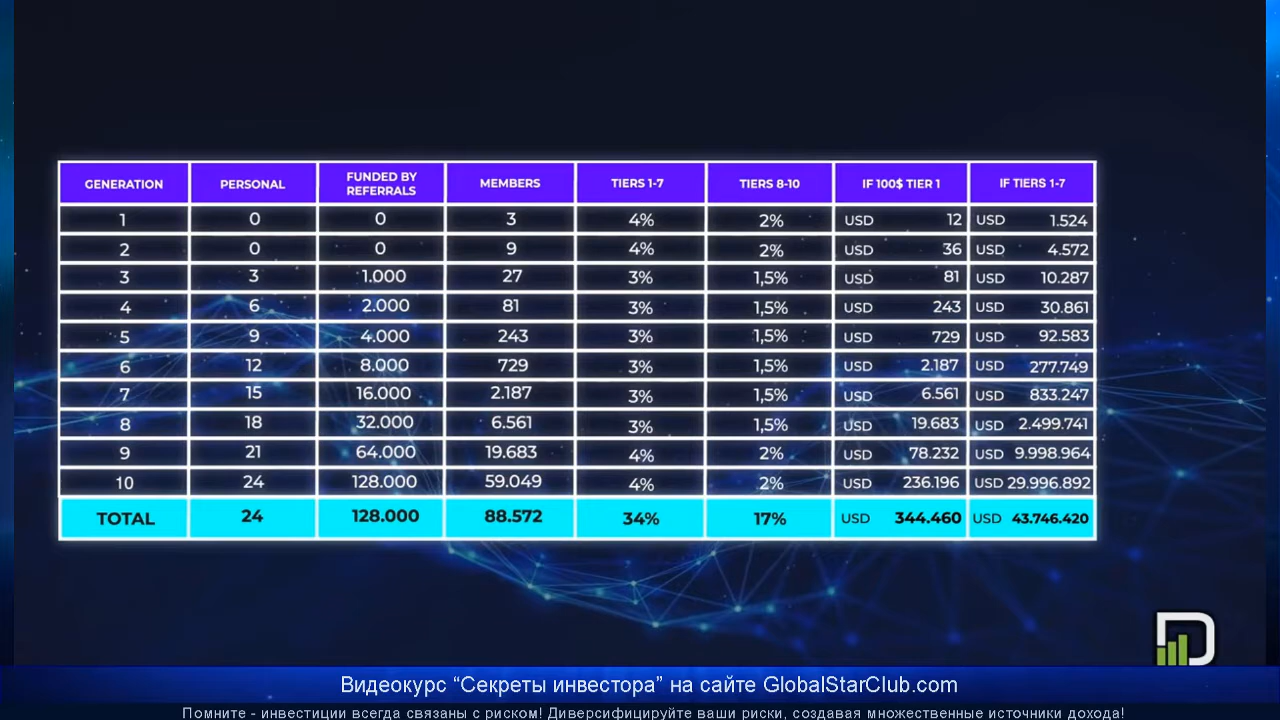 GENERATION PERSONAL FUNDED BY REFERRALS MEMBERS TIERS 1-7 TIERS 8-10 IF 100$ TIER 1 IF TIERS 1-7
1 0 0 3 4% 2% USD 12 USD 1.524
2 0 0 9 4% 2% USD 36 USD 4.572
3 3 1.000 27 3% 1,5% USD 81 USD 10.287
4 6 2.000 81 3% 1,5% USD 243 USD 30.861
5 9 4.000 243 3% 1,5% USD 729 USD 92.583
6 12 8.000 729 3% 1,5% USD 2.187 USD 277.749
7 15 16.000 2.187 3% 1,5% USD 6.561 USD 833.247
8 18 32.000 6.561 3% 1,5% USD 19.683 USD 2.499.741
9 21 64.000 19.683 4% 2% USD 78.232 USD 9.998.964
10 24 128.000 59.049 4% 2% USD 236.196 USD 29.996.892
TOTAL 24 128.000 88.572 34% 17% USD 344.460 USD 43.746.420
Видеокурс “Секреты инвестора” на сайте GlobalStarClub.com
Помните - инвестиции всегда связаны с риском! Диверсифицируйте ваши риски, создавая множественные источники дохода!